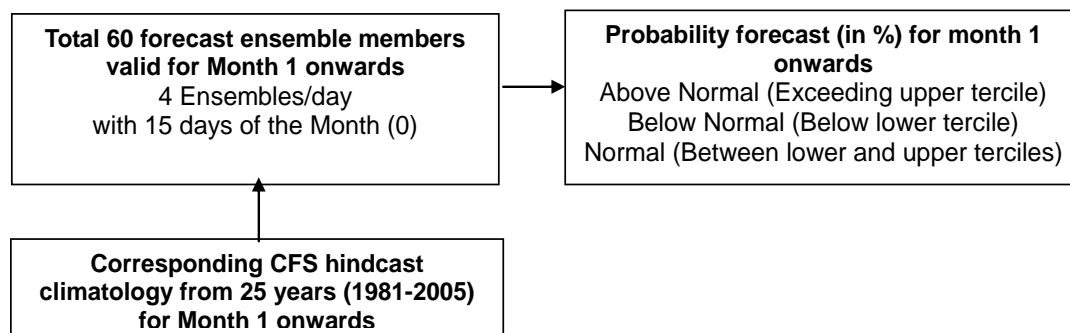 Total 60 forecast ensemble members
valid for Month 1 onwards
4 Ensembles/day
with 15 days of the Month (0)
Probability forecast (in %) for month 1
onwards
Above Normal (Exceeding upper tercile)
Below Normal (Below lower tercile)
Normal (Between lower and upper terciles)
Corresponding CFS hindcast
climatology from 25 years (1981-2005)
for Month 1 onwards